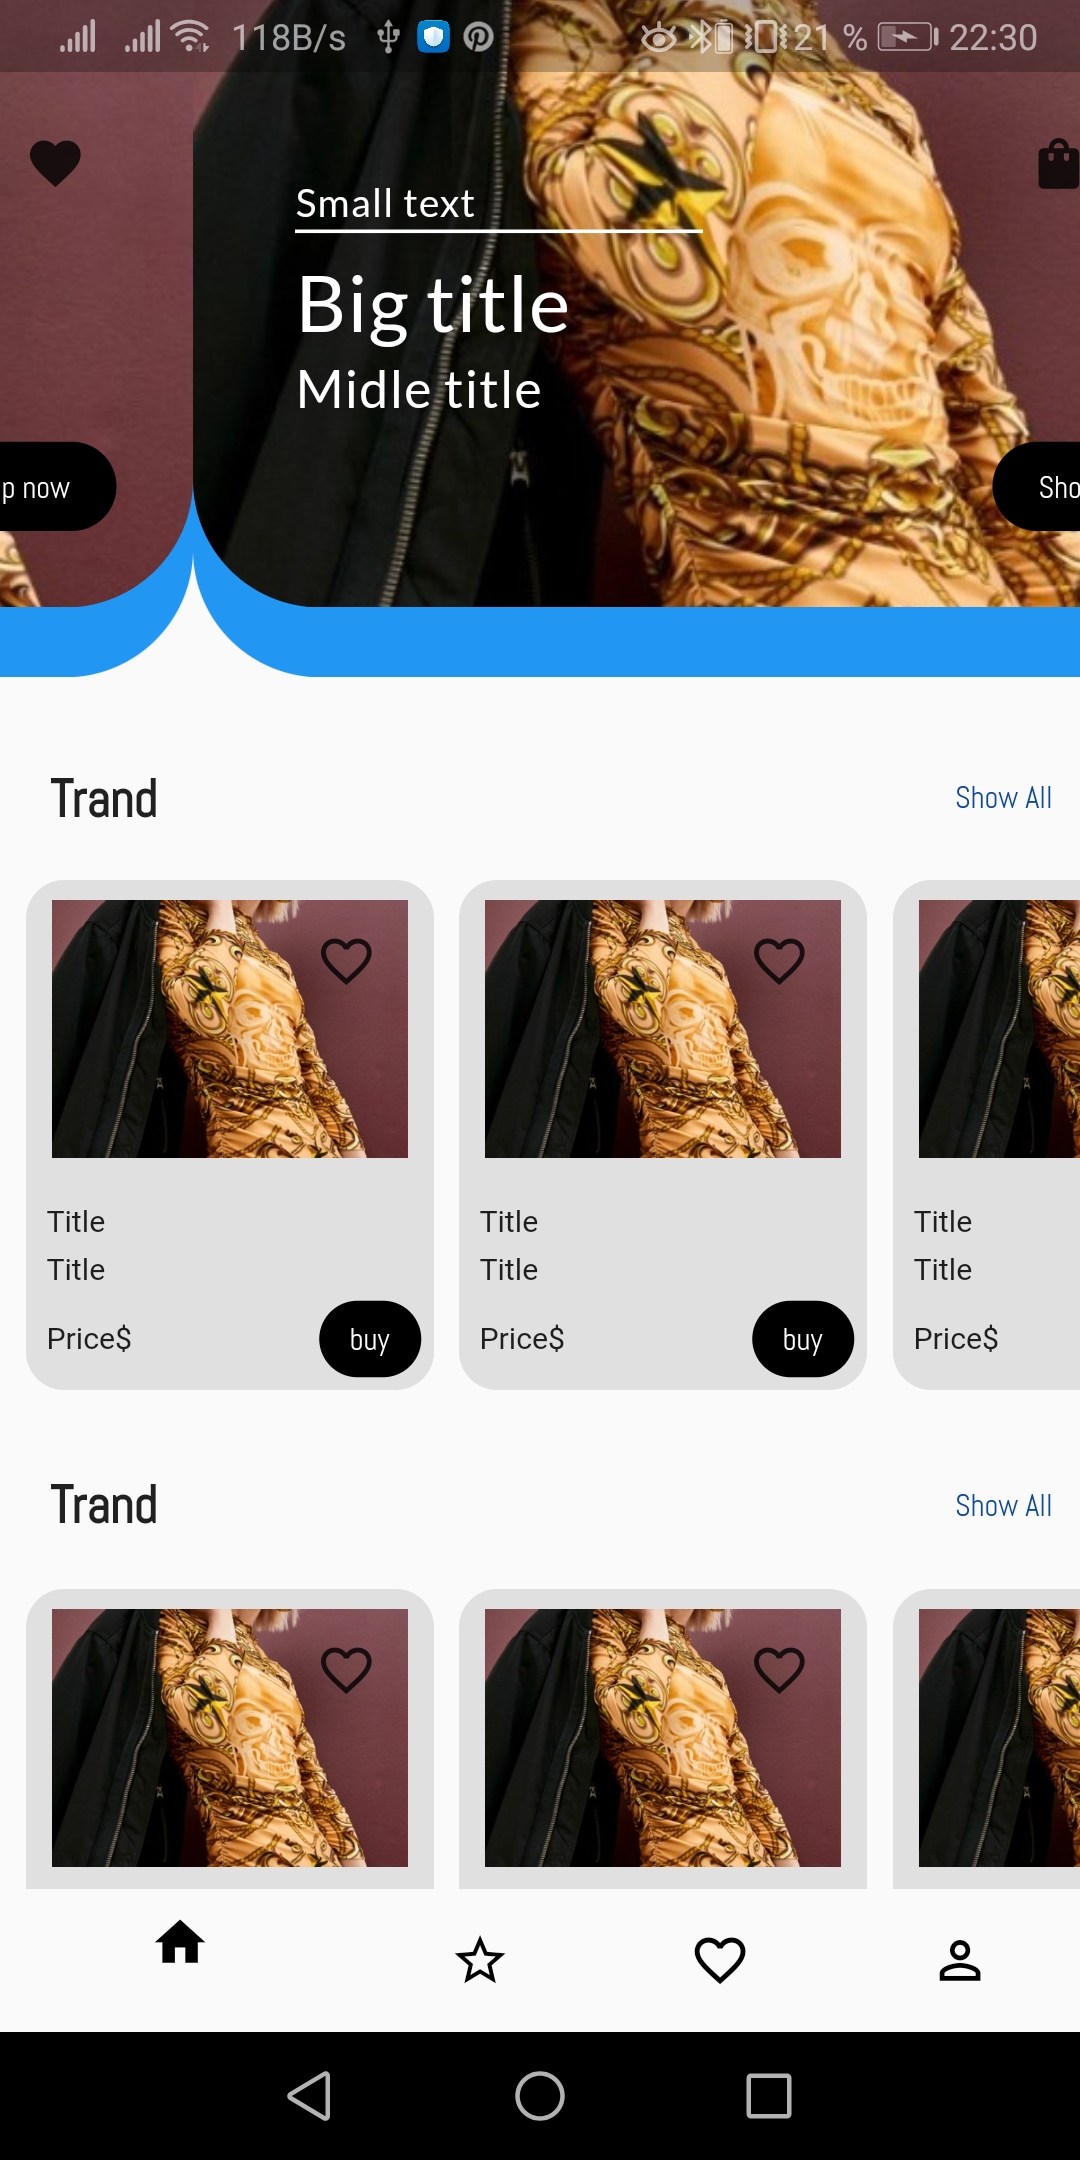 118B/s 21 % 22:30
Small text
Big title
Midle title
p now
Sho
Trand Show All
Title Title Title
Title Title Title
Price$ buy Price$ buy Price$
Trand Show All